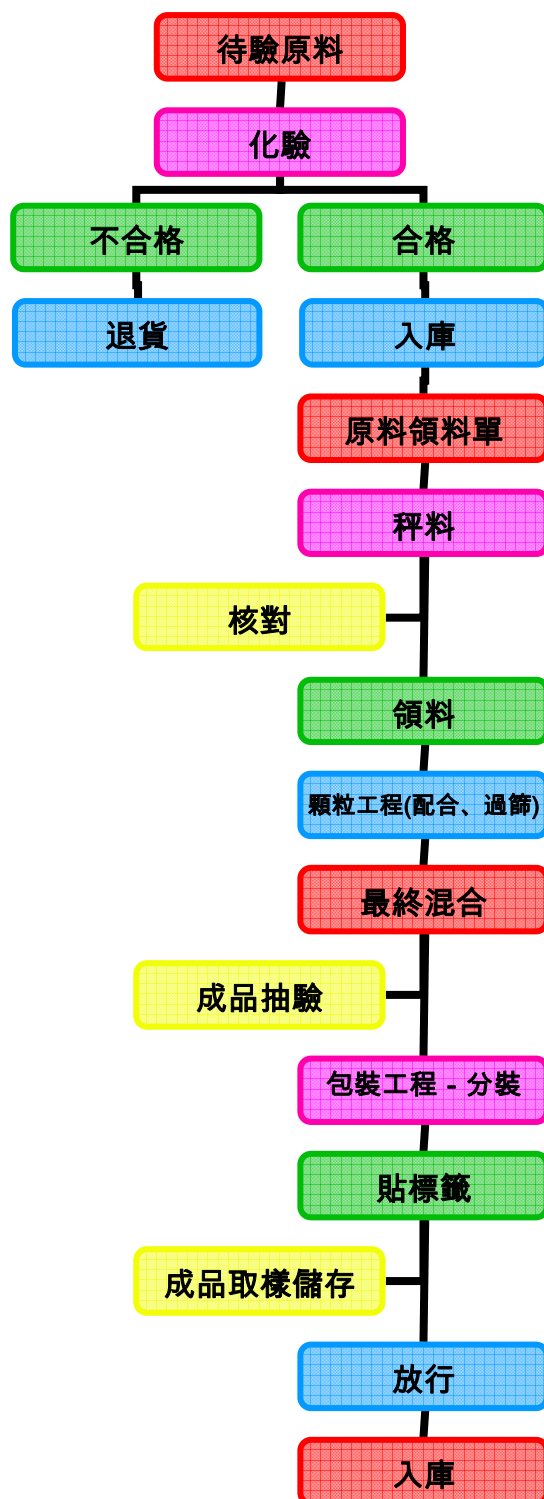 待驗原料
化驗
不合格
合格
退貨
入庫
原料領料單
秤料
核對
領料
顆粒工程(配合、過篩)
最終混合
成品抽驗
包裝工程 - 分裝
貼標籤
成品取樣儲存
放行
入庫